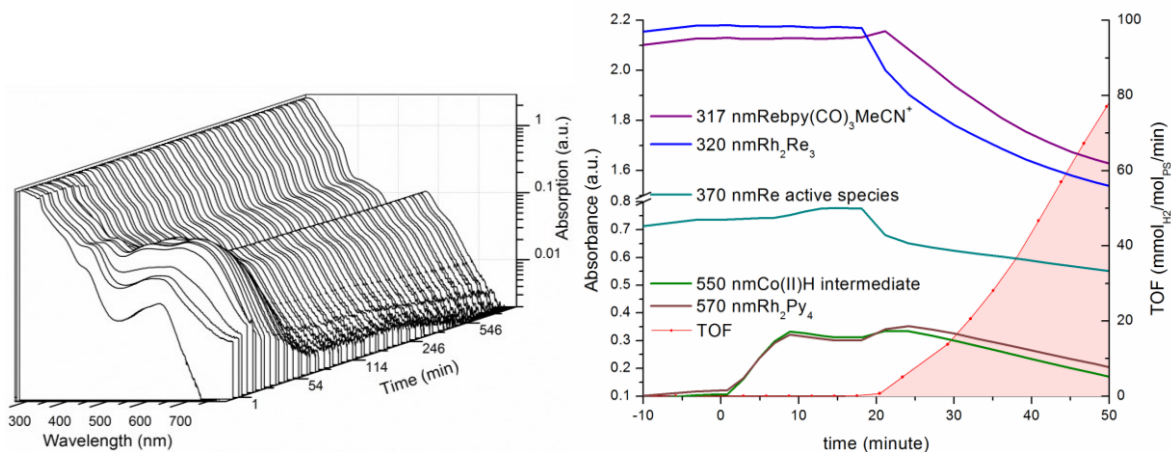 1
0.1
0.01
Absorption (a.u.)
300 400 500 600 700
Wavelength (nm)
1
54
114
246
546
Time (min)
2.2
2.0
1.8
1.6
0.8
0.7
0.6
0.5
0.4
0.3
0.2
0.1
Absorbance (a.u.)
317 nmRebpy(CO)₃MeCN⁺
320 nmRh₂Re₃
370 nmRe active species
550 nmCo(II)H intermediate
570 nmRh₂Py₄
TOF
-10 0 10 20 30 40 50
time (minute)
100
80
60
40
20
0
TOF (mmol_H2/mol_PS/min)